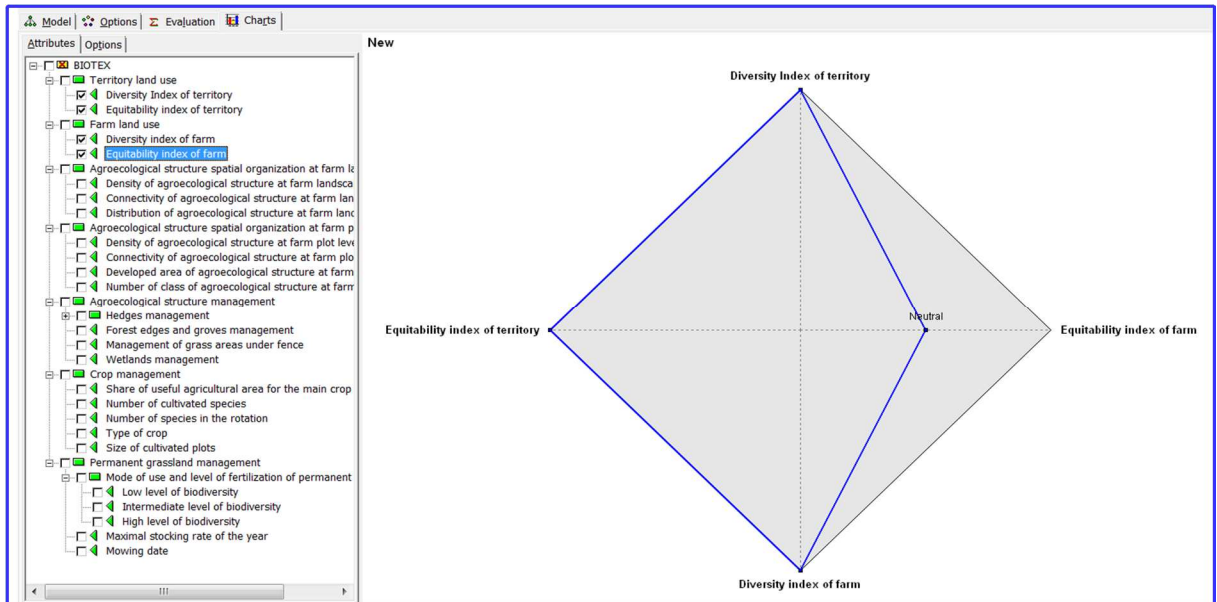 Model Options Evaluation Charts
Attributes Options
BIOTEX
Territory land use
Diversity Index of territory
Equitability index of territory
Farm land use
Diversity index of farm
Equitability index of farm
Agroecological structure spatial organization at farm la
Density of agroecological structure at farm landsca
Connectivity of agroecological structure at farm lan
Distribution of agroecological structure at farm land
Agroecological structure spatial organization at farm p
Density of agroecological structure at farm plot leve
Connectivity of agroecological structure at farm plo
Developed area of agroecological structure at farm
Number of class of agroecological structure at farm
Agroecological structure management
Hedges management
Forest edges and groves management
Management of grass areas under fence
Wetlands management
Crop management
Share of useful agricultural area for the main crop
Number of cultivated species
Number of species in the rotation
Type of crop
Size of cultivated plots
Permanent grassland management
Mode of use and level of fertilization of permanent
Low level of biodiversity
Intermediate level of biodiversity
High level of biodiversity
Maximal stocking rate of the year
Mowing date
New
Diversity Index of territory
Neutral
Equitability index of territory
Equitability index of farm
Diversity index of farm